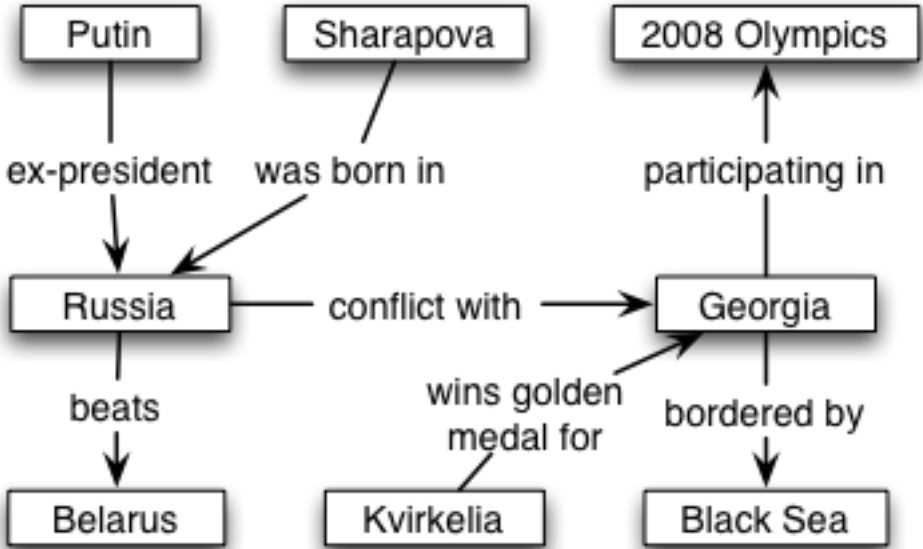 Putin
Sharapova
2008 Olympics
ex-president
was born in
participating in
Russia
conflict with
Georgia
beats
wins golden
medal for
bordered by
Belarus
Kvirkelia
Black Sea